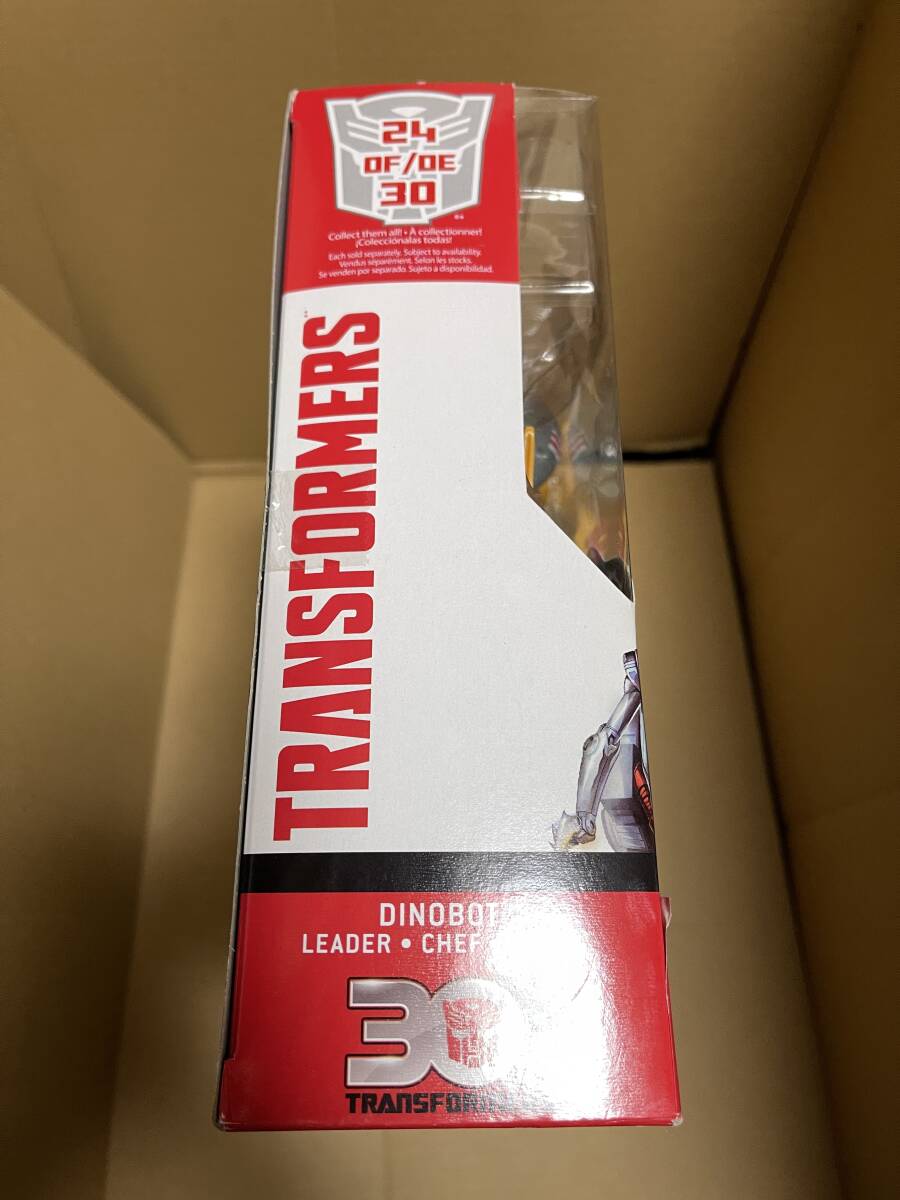 24
OF/DE
30
Collect them all! • À collectionner!
¡Colecciónalas todas!
Each sold separately. Subject to availability.
Vendus séparément. Selon les stocks.
Se venden por separado. Sujeto a disponibilidad.
TRANSFORMERS
DINOBOT
LEADER • CHEF
30